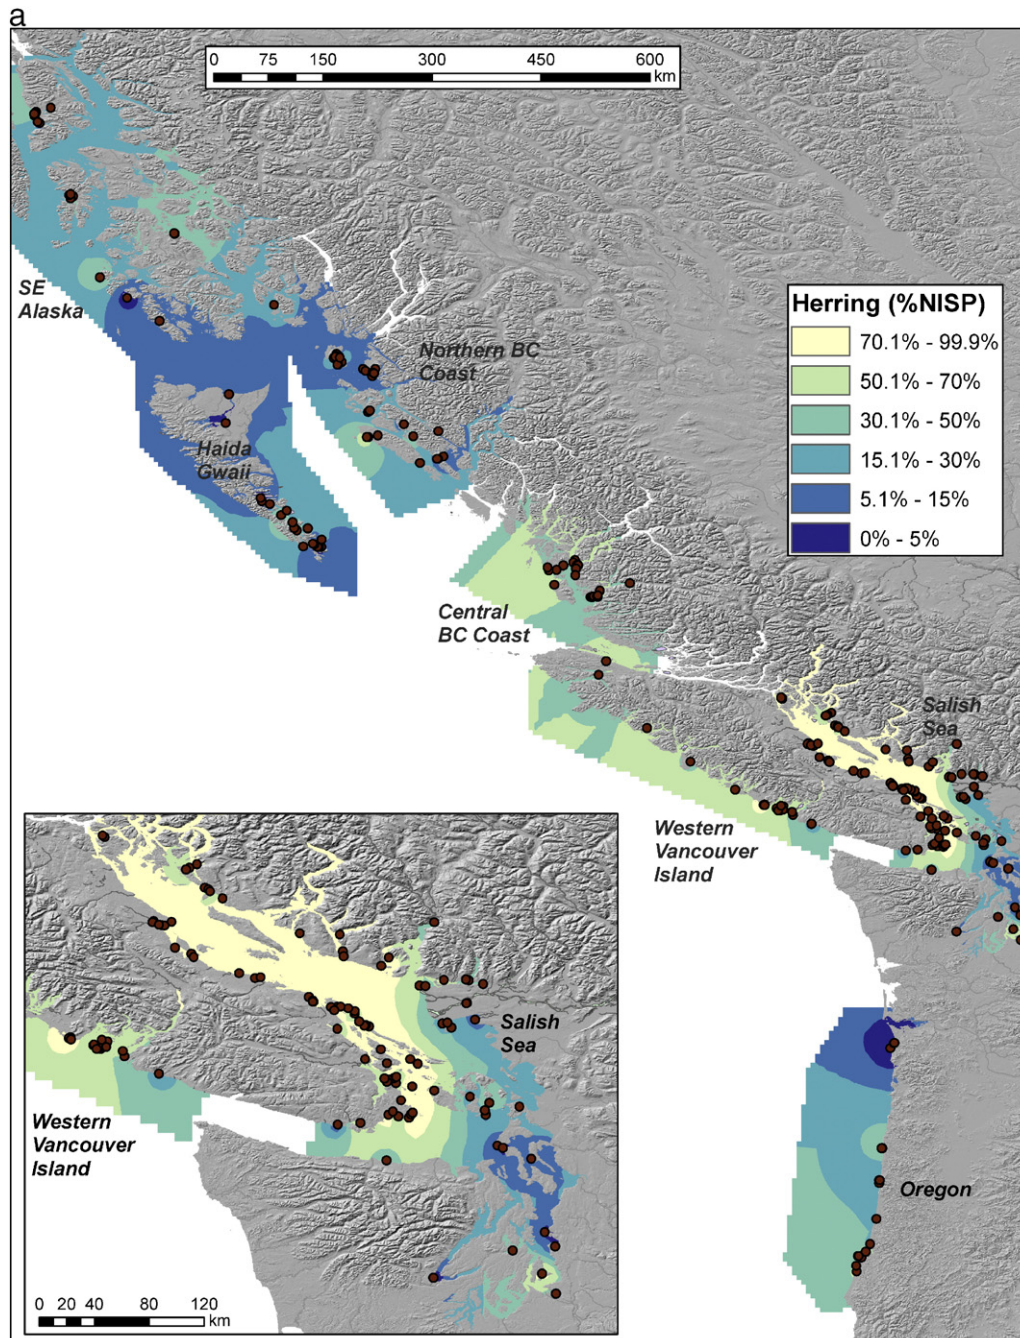 a
0 75 150 300 450 600
km
SE
Alaska
Northern BC
Coast
Haida
Gwaii
Herring (%NISP)
70.1% - 99.9%
50.1% - 70%
30.1% - 50%
15.1% - 30%
5.1% - 15%
0% - 5%
Central
BC Coast
Salish
Sea
Western
Vancouver
Island
Salish
Sea
Western
Vancouver
Island
Oregon
0 20 40 80 120
km